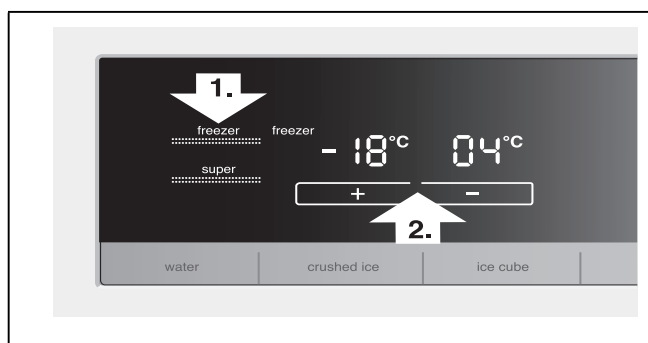 1.
freezer freezer
-18°C 04°C
super
+ -
2.
water crushed ice ice cube